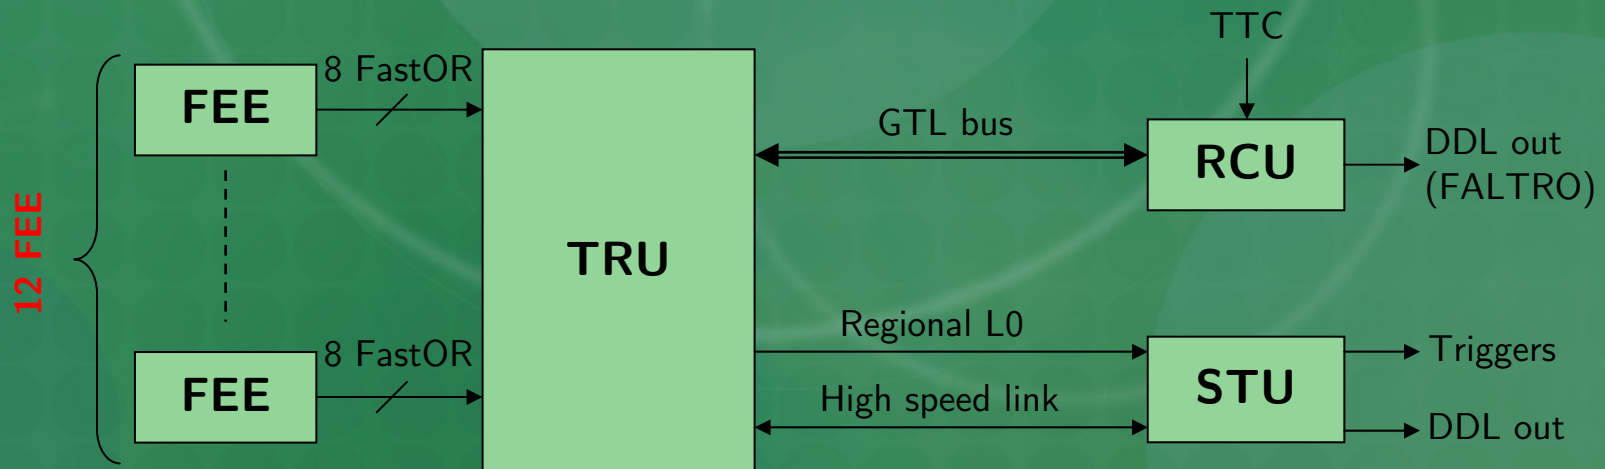 12 FEE
FEE
8 FastOR
FEE
8 FastOR
TRU
GTL bus
Regional L0
High speed link
TTC
RCU
DDL out
(FALTRO)
STU
Triggers
DDL out